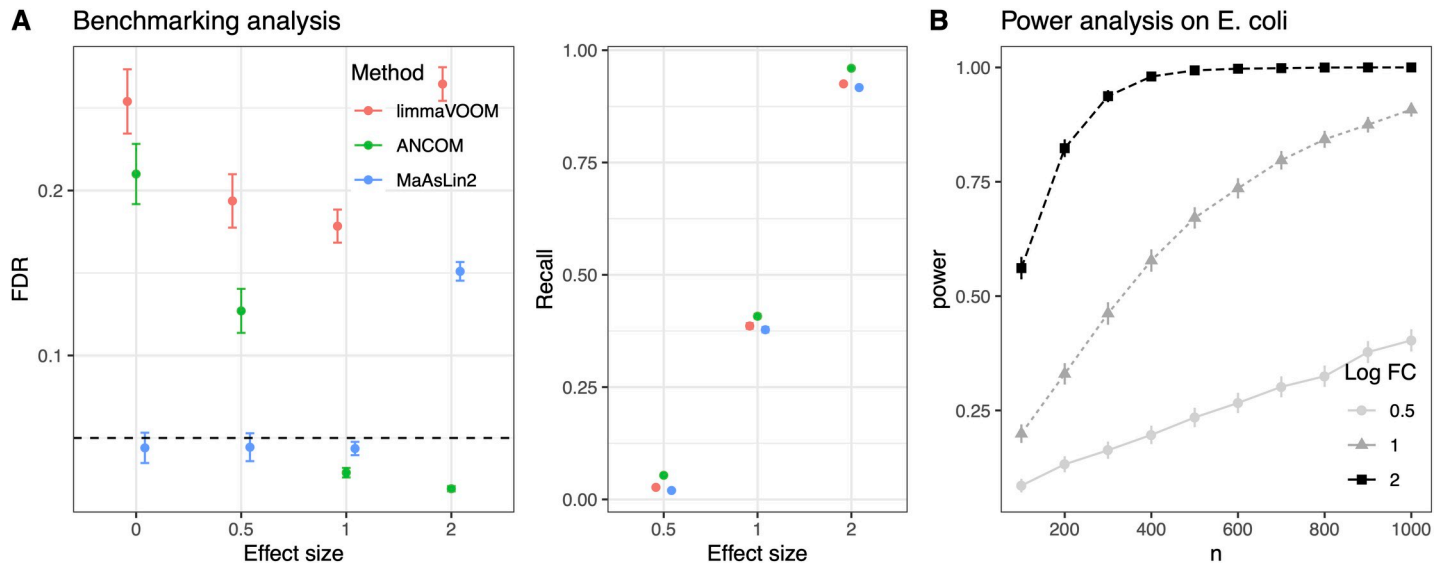 A Benchmarking analysis
Method
limmaVOOM
ANCOM
MaAsLin2
0.2
0.1
FDR
0 0.5 1 2
Effect size
1.00
0.75
0.50
0.25
0.00
Recall
0.5 1 2
Effect size
B Power analysis on E. coli
1.00
0.75
0.50
0.25
power
Log FC
0.5
1
2
200 400 600 800 1000
n